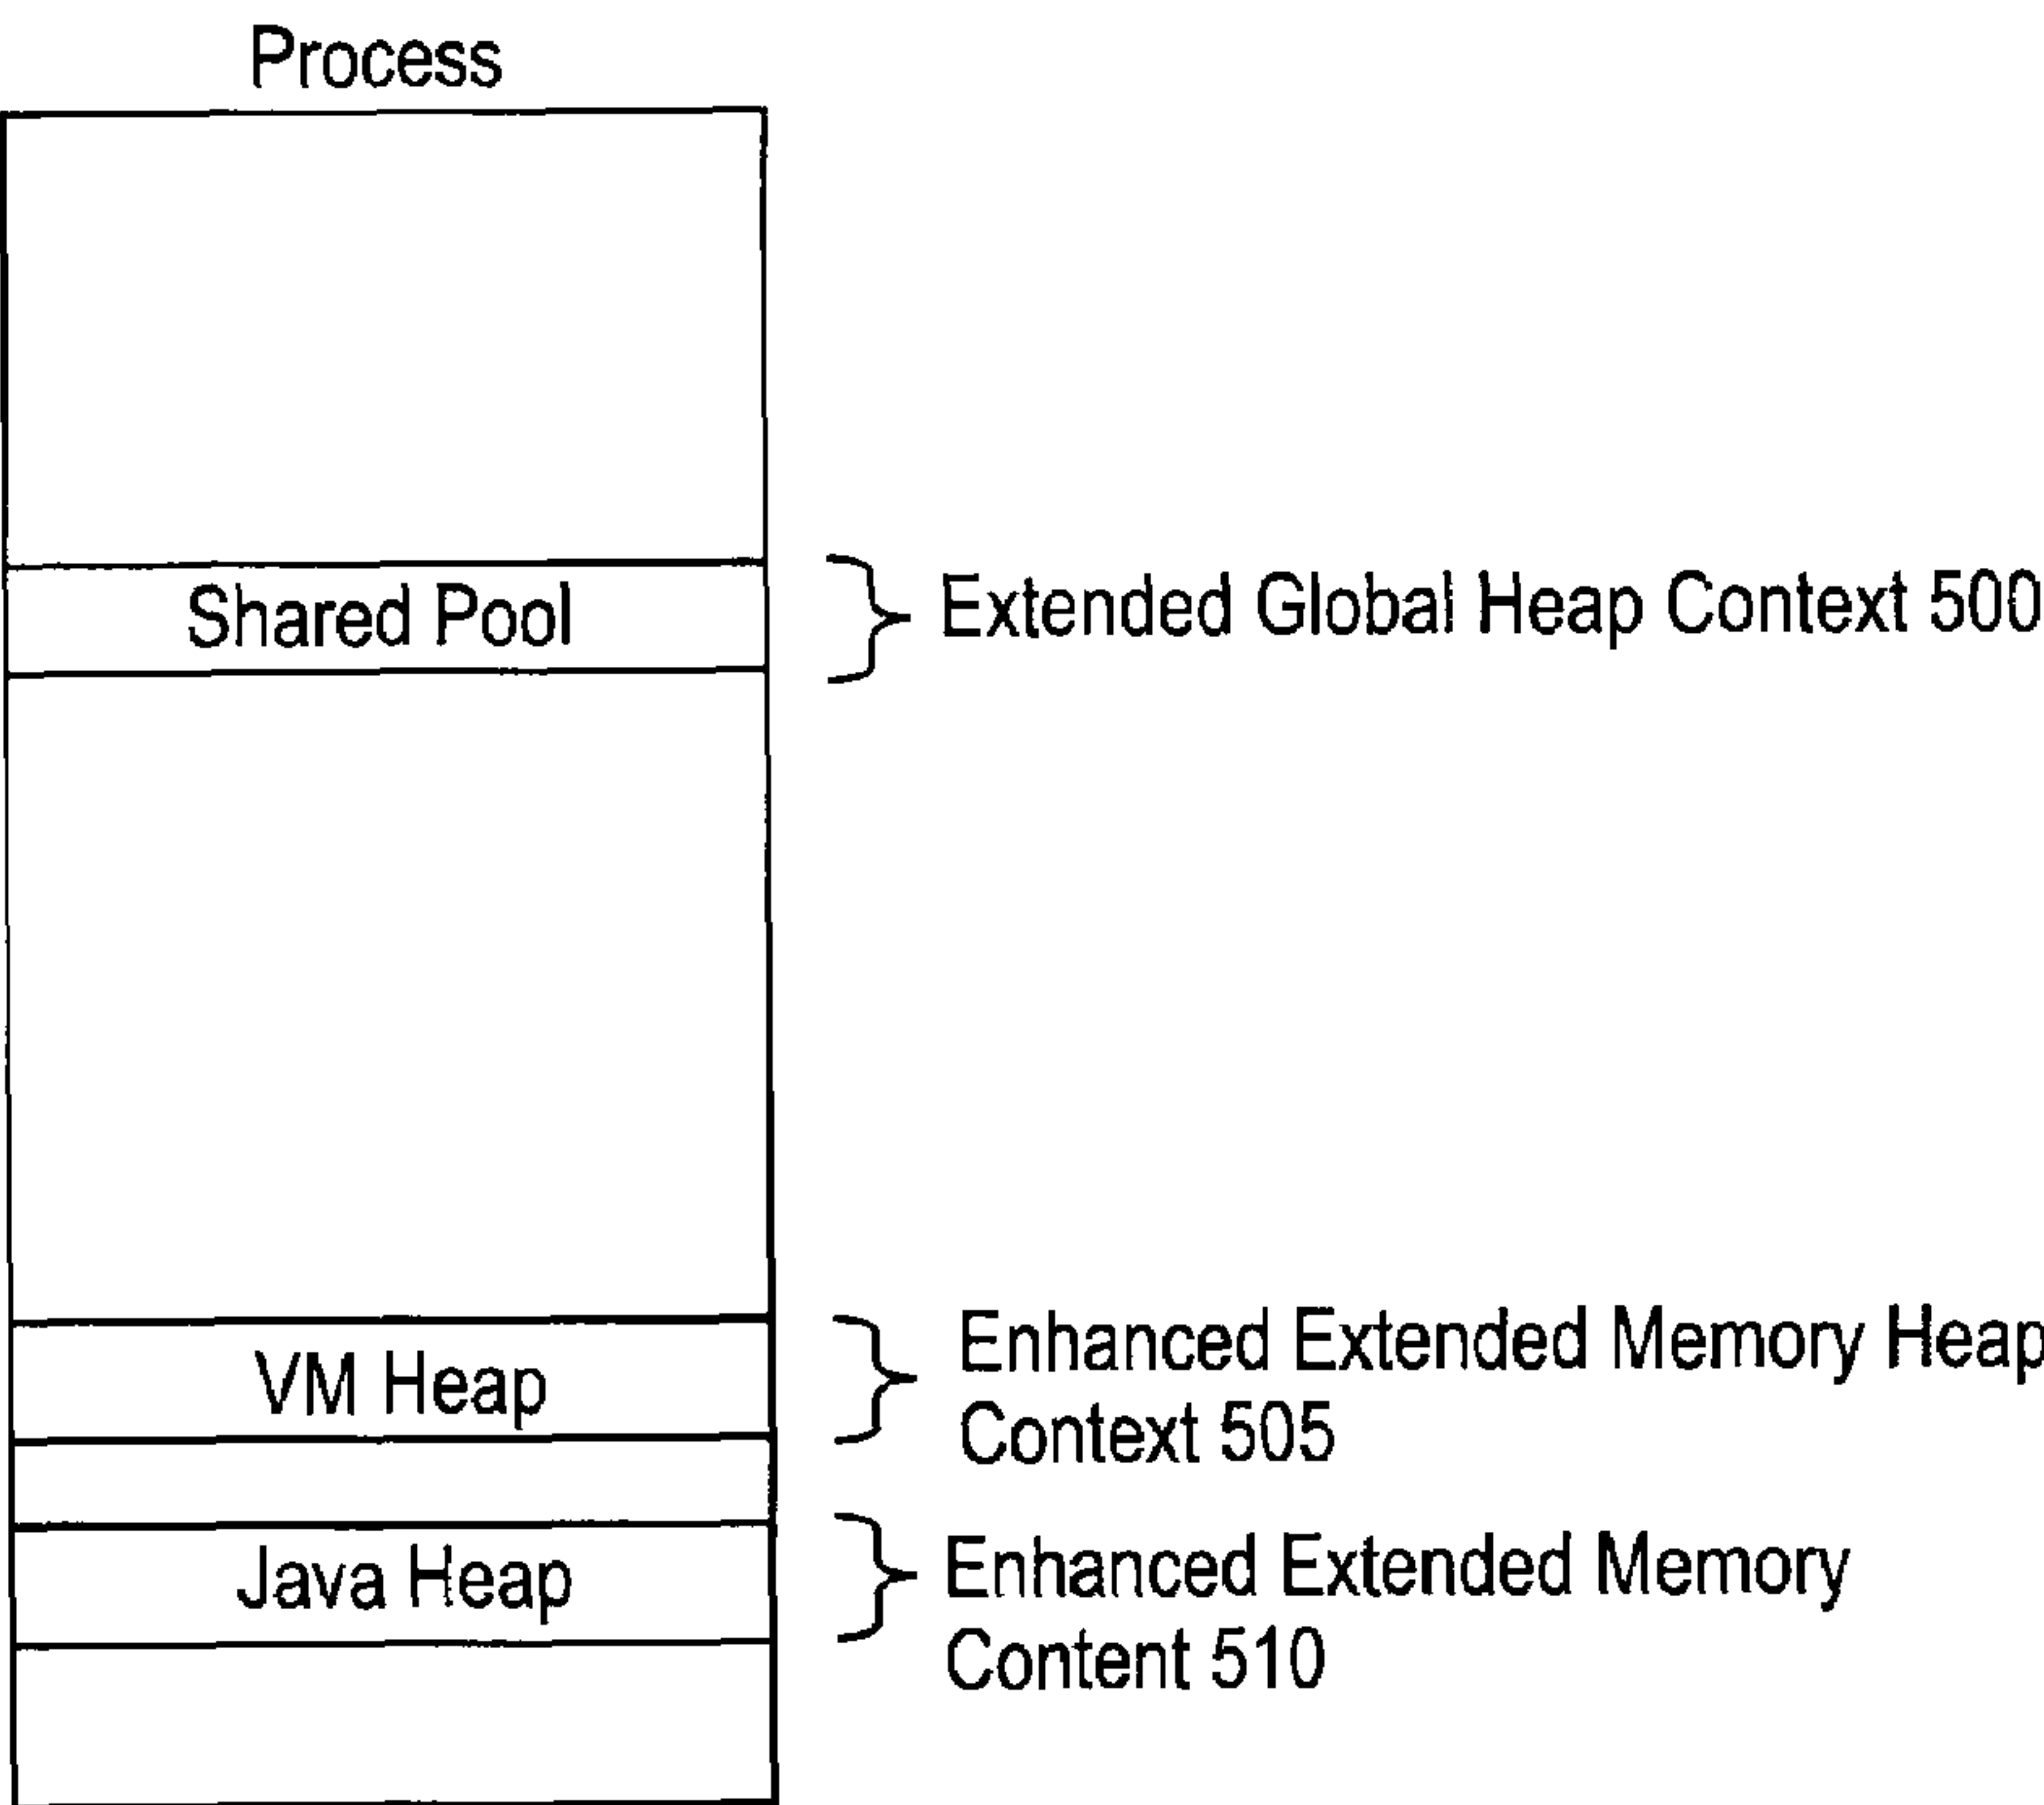 Process
Shared Pool
Extended Global Heap Context 500
VM Heap
Enhanced Extended Memory Heap
Context 505
Java Heap
Enhanced Extended Memory
Content 510